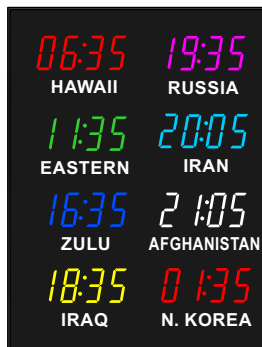 06:35 19:35
HAWAII RUSSIA
11:35 20:05
EASTERN IRAN
16:35 21:05
ZULU AFGHANISTAN
18:35 01:35
IRAQ N. KOREA